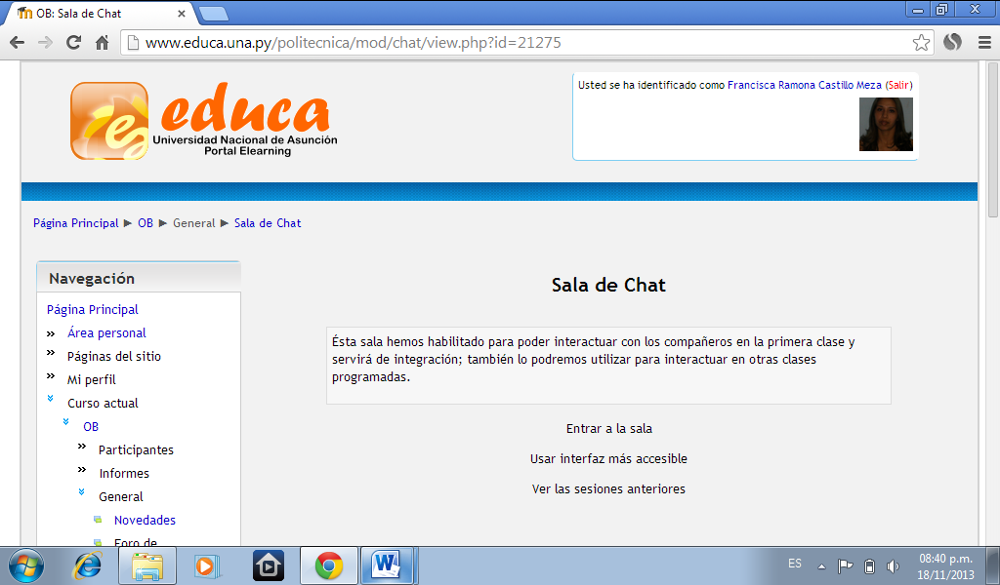 OB: Sala de Chat
www.educa.una.py/politecnica/mod/chat/view.php?id=21275
educa
Universidad Nacional de Asunción
Portal Elearning
Usted se ha identificado como Francisca Ramona Castillo Meza (Salir)
Página Principal ► OB ► General ► Sala de Chat
Navegación
Página Principal
Área personal
Páginas del sitio
Mi perfil
Curso actual
OB
Participantes
Informes
General
Novedades
Foro de
Sala de Chat
Ésta sala hemos habilitado para poder interactuar con los compañeros en la primera clase y
servirá de integración; también lo podremos utilizar para interactuar en otras clases
programadas.
Entrar a la sala
Usar interfaz más accesible
Ver las sesiones anteriores
ES
08:40 p.m.
18/11/2013